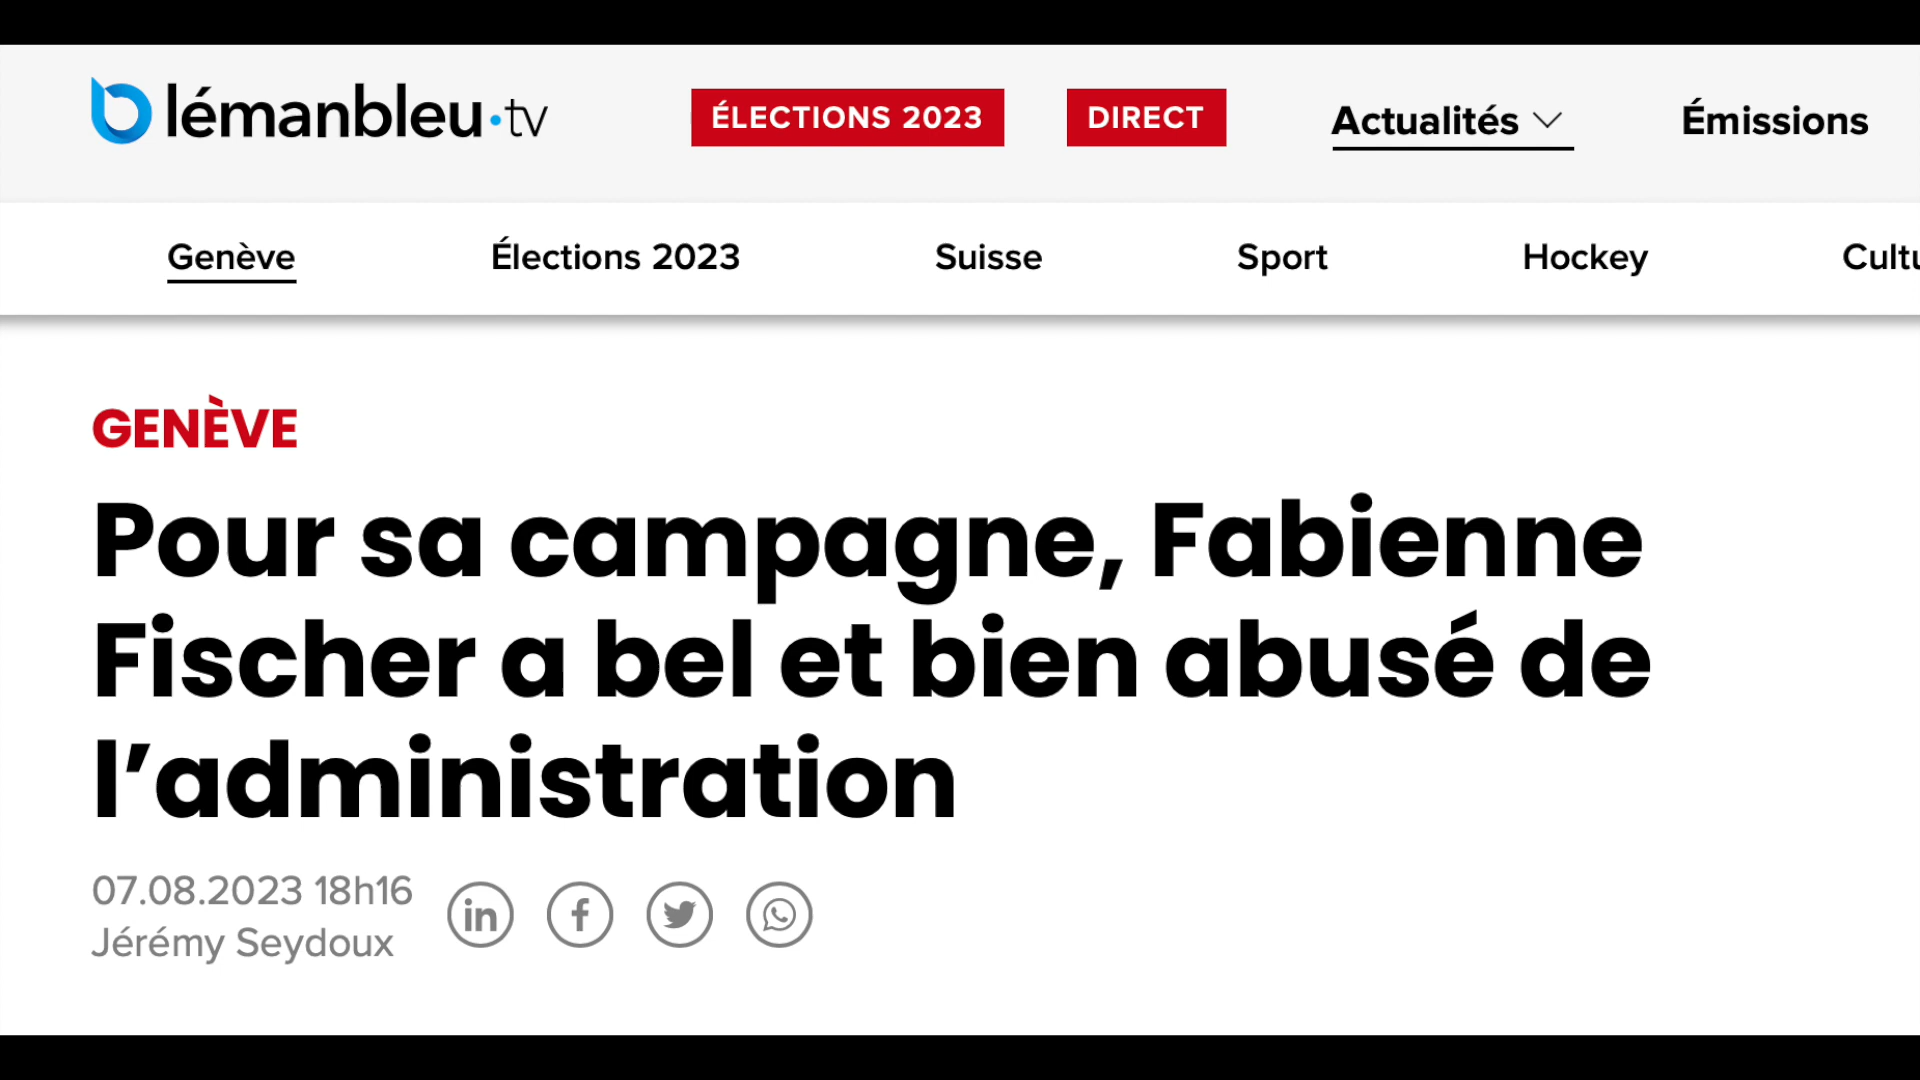 lémanbleu·tv
ÉLECTIONS 2023
DIRECT
Actualités
Émissions
Genève
Élections 2023
Suisse
Sport
Hockey
Cultu
GENÈVE
Pour sa campagne, Fabienne
Fischer a bel et bien abusé de
l’administration
07.08.2023 18h16
Jérémy Seydoux